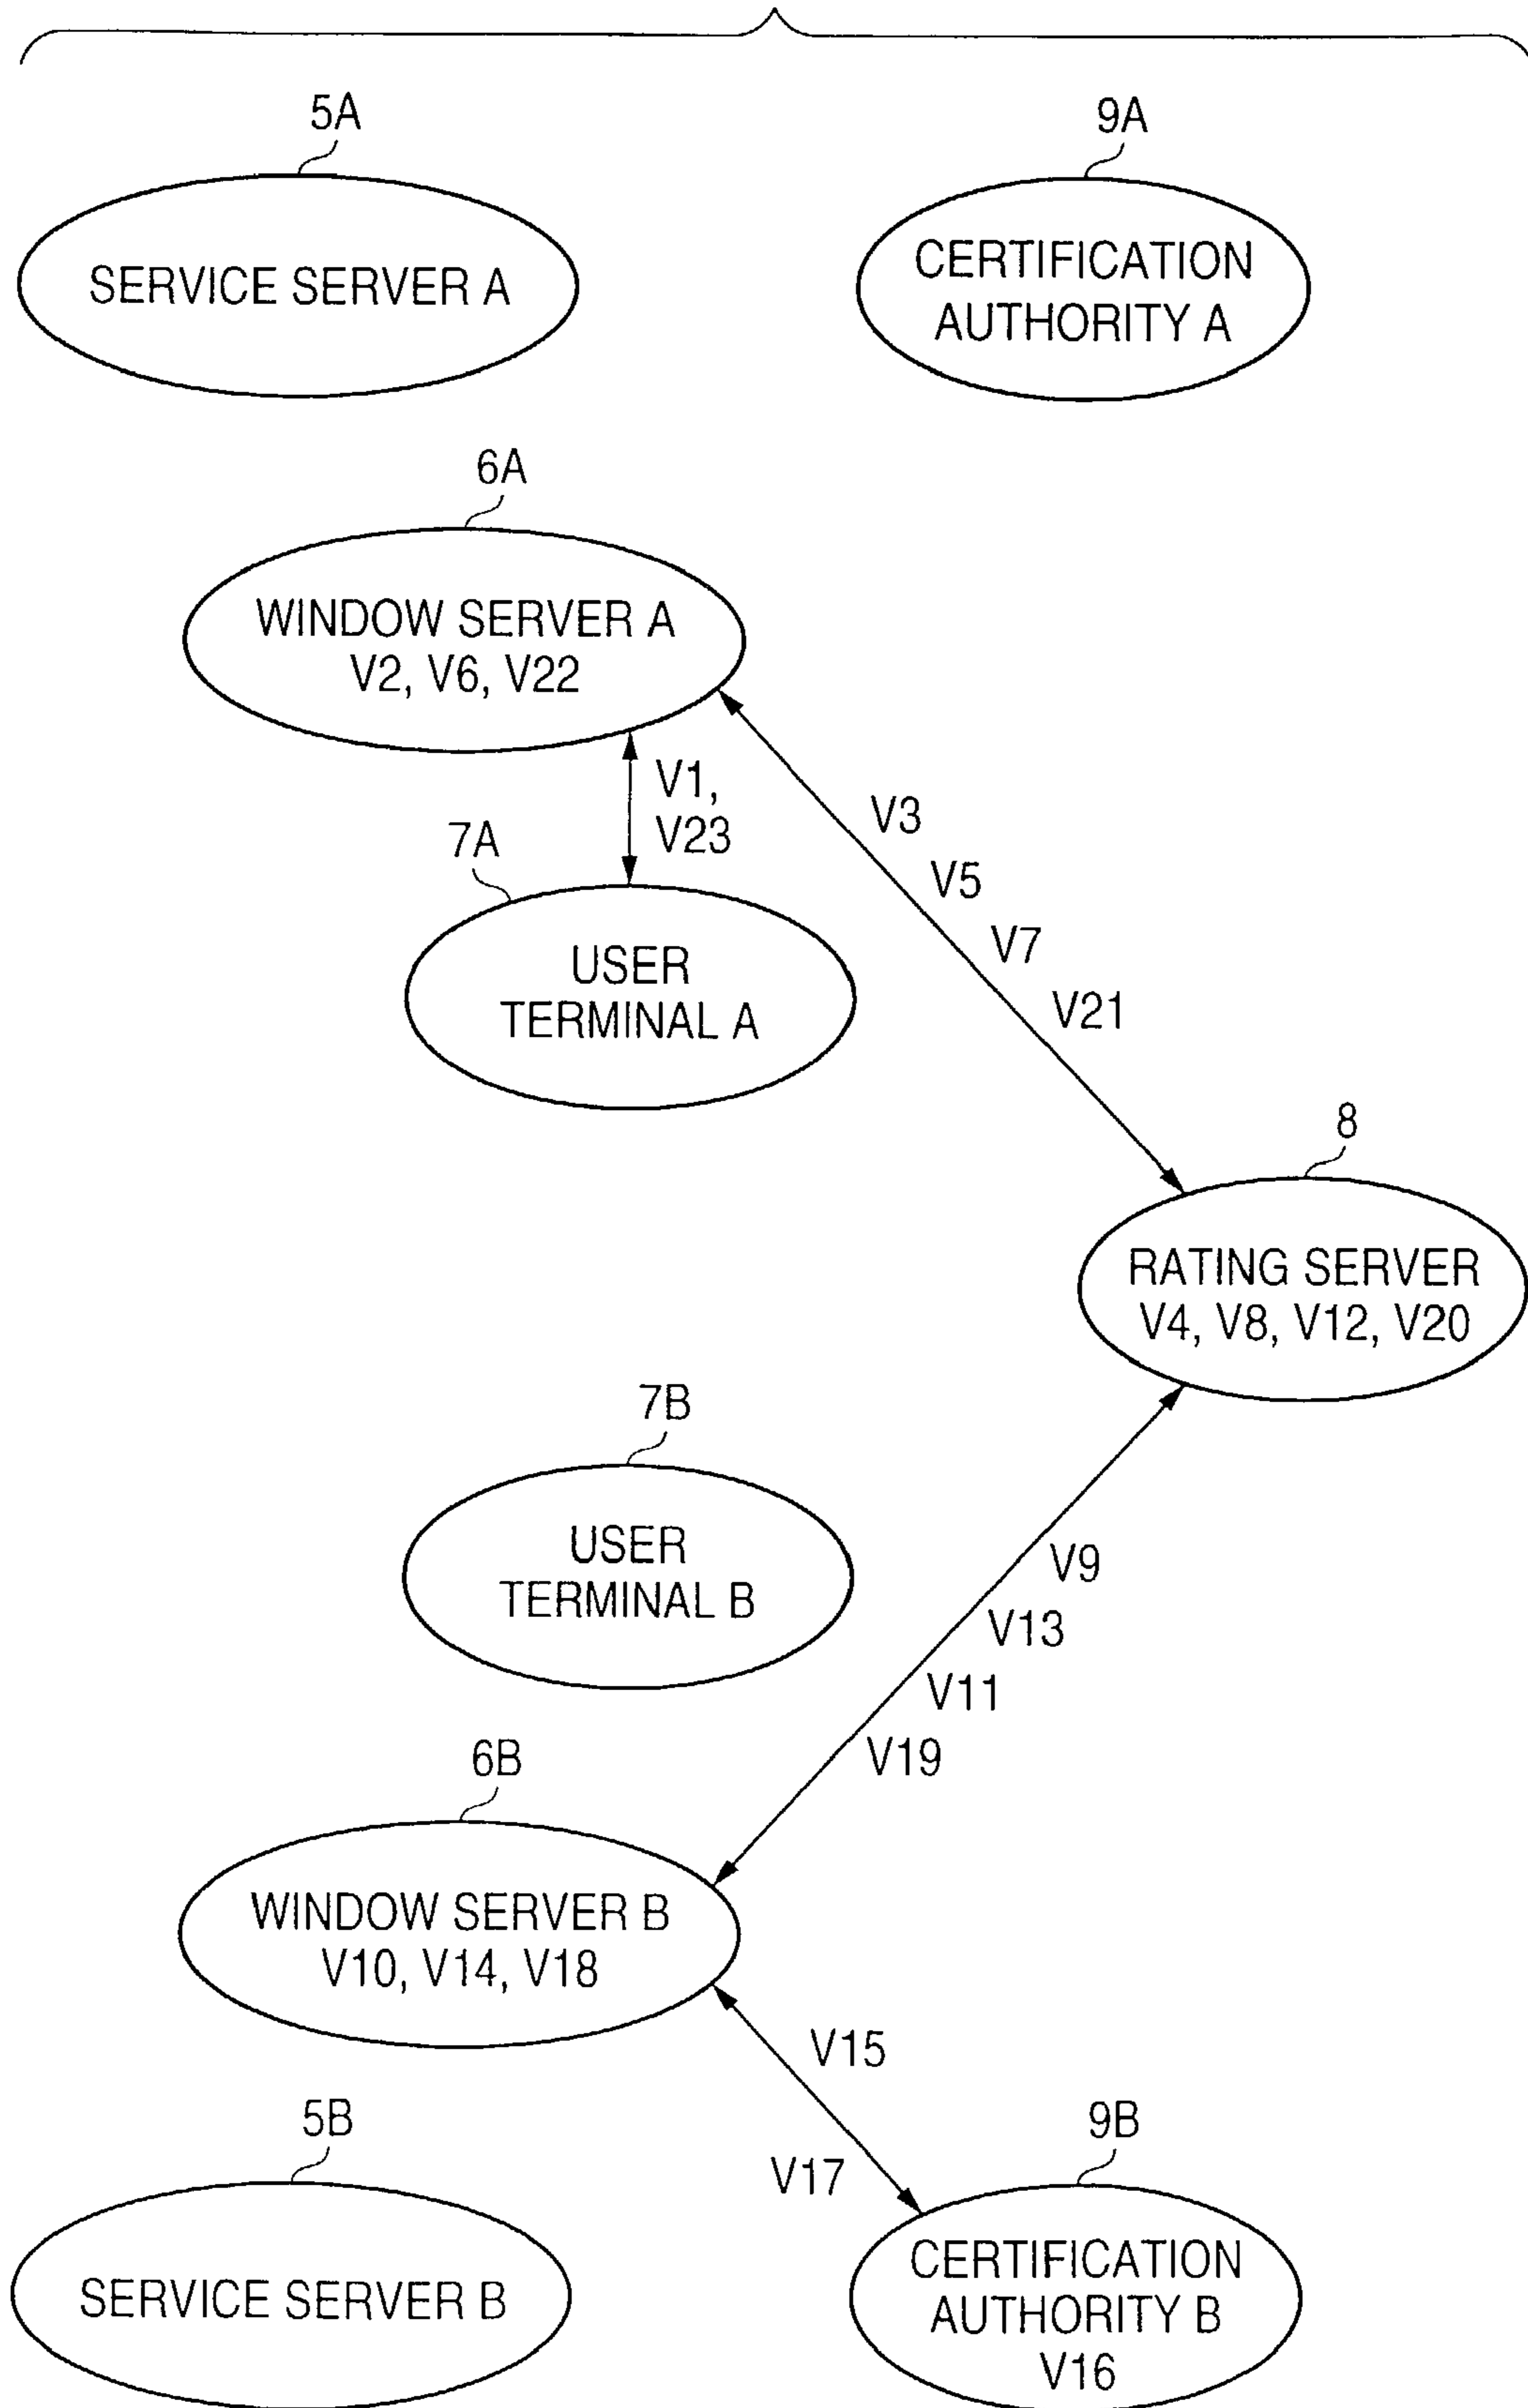 5A
9A
SERVICE SERVER A
CERTIFICATION
AUTHORITY A
6A
WINDOW SERVER A
V2, V6, V22
V1,
V23
V3
V5
V7
V21
7A
USER
TERMINAL A
8
RATING SERVER
V4, V8, V12, V20
7B
USER
TERMINAL B
V9
V13
V11
V19
6B
WINDOW SERVER B
V10, V14, V18
V15
V17
5B
SERVICE SERVER B
9B
CERTIFICATION
AUTHORITY B
V16